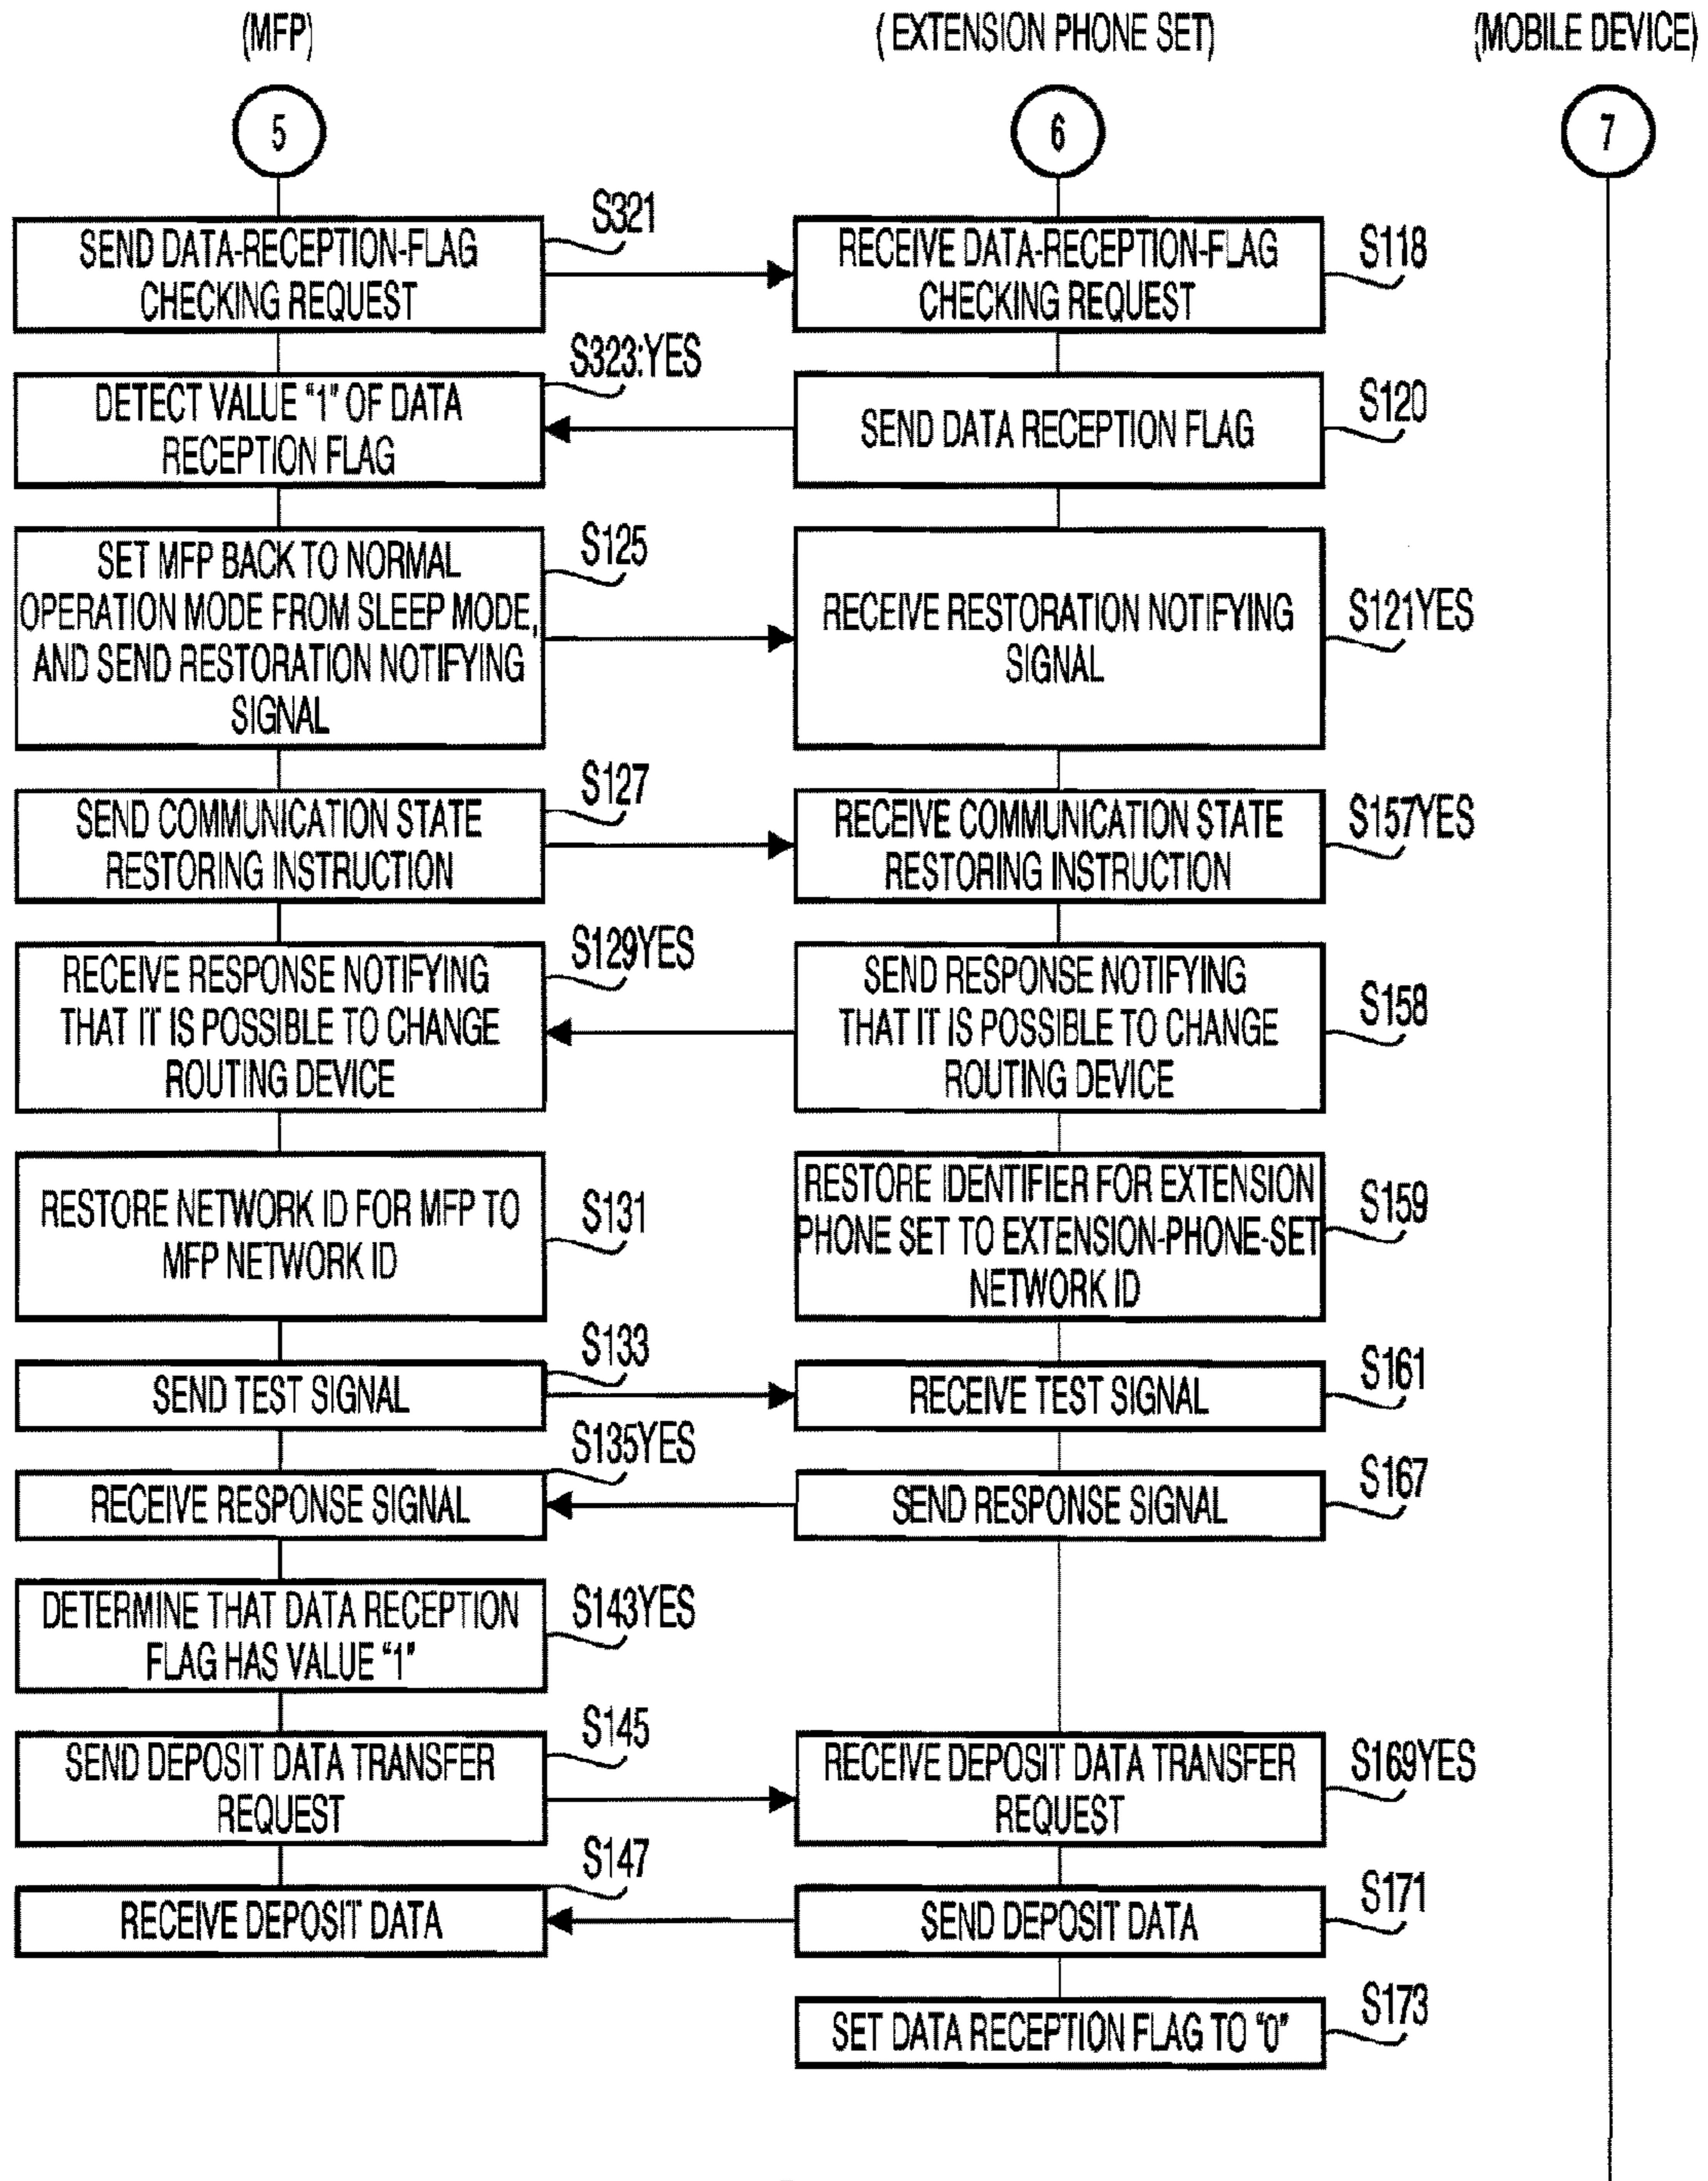 (MFP)
( EXTENSION PHONE SET)
(MOBILE DEVICE)
5
6
7
SEND DATA-RECEPTION-FLAG
CHECKING REQUEST
S321
RECEIVE DATA-RECEPTION-FLAG
CHECKING REQUEST
S118
DETECT VALUE "1" OF DATA
RECEPTION FLAG
S323:YES
SEND DATA RECEPTION FLAG
S120
SET MFP BACK TO NORMAL
OPERATION MODE FROM SLEEP MODE,
AND SEND RESTORATION NOTIFYING
SIGNAL
S125
RECEIVE RESTORATION NOTIFYING
SIGNAL
S121YES
SEND COMMUNICATION STATE
RESTORING INSTRUCTION
S127
RECEIVE COMMUNICATION STATE
RESTORING INSTRUCTION
S157YES
RECEIVE RESPONSE NOTIFYING
THAT IT IS POSSIBLE TO CHANGE
ROUTING DEVICE
S129YES
SEND RESPONSE NOTIFYING
THAT IT IS POSSIBLE TO CHANGE
ROUTING DEVICE
S158
RESTORE NETWORK ID FOR MFP TO
MFP NETWORK ID
S131
RESTORE IDENTIFIER FOR EXTENSION
PHONE SET TO EXTENSION-PHONE-SET
NETWORK ID
S159
SEND TEST SIGNAL
S133
RECEIVE TEST SIGNAL
S161
RECEIVE RESPONSE SIGNAL
S135YES
SEND RESPONSE SIGNAL
S167
DETERMINE THAT DATA RECEPTION
FLAG HAS VALUE "1"
S143YES
SEND DEPOSIT DATA TRANSFER
REQUEST
S145
RECEIVE DEPOSIT DATA TRANSFER
REQUEST
S169YES
RECEIVE DEPOSIT DATA
S147
SEND DEPOSIT DATA
S171
SET DATA RECEPTION FLAG TO "0"
S173